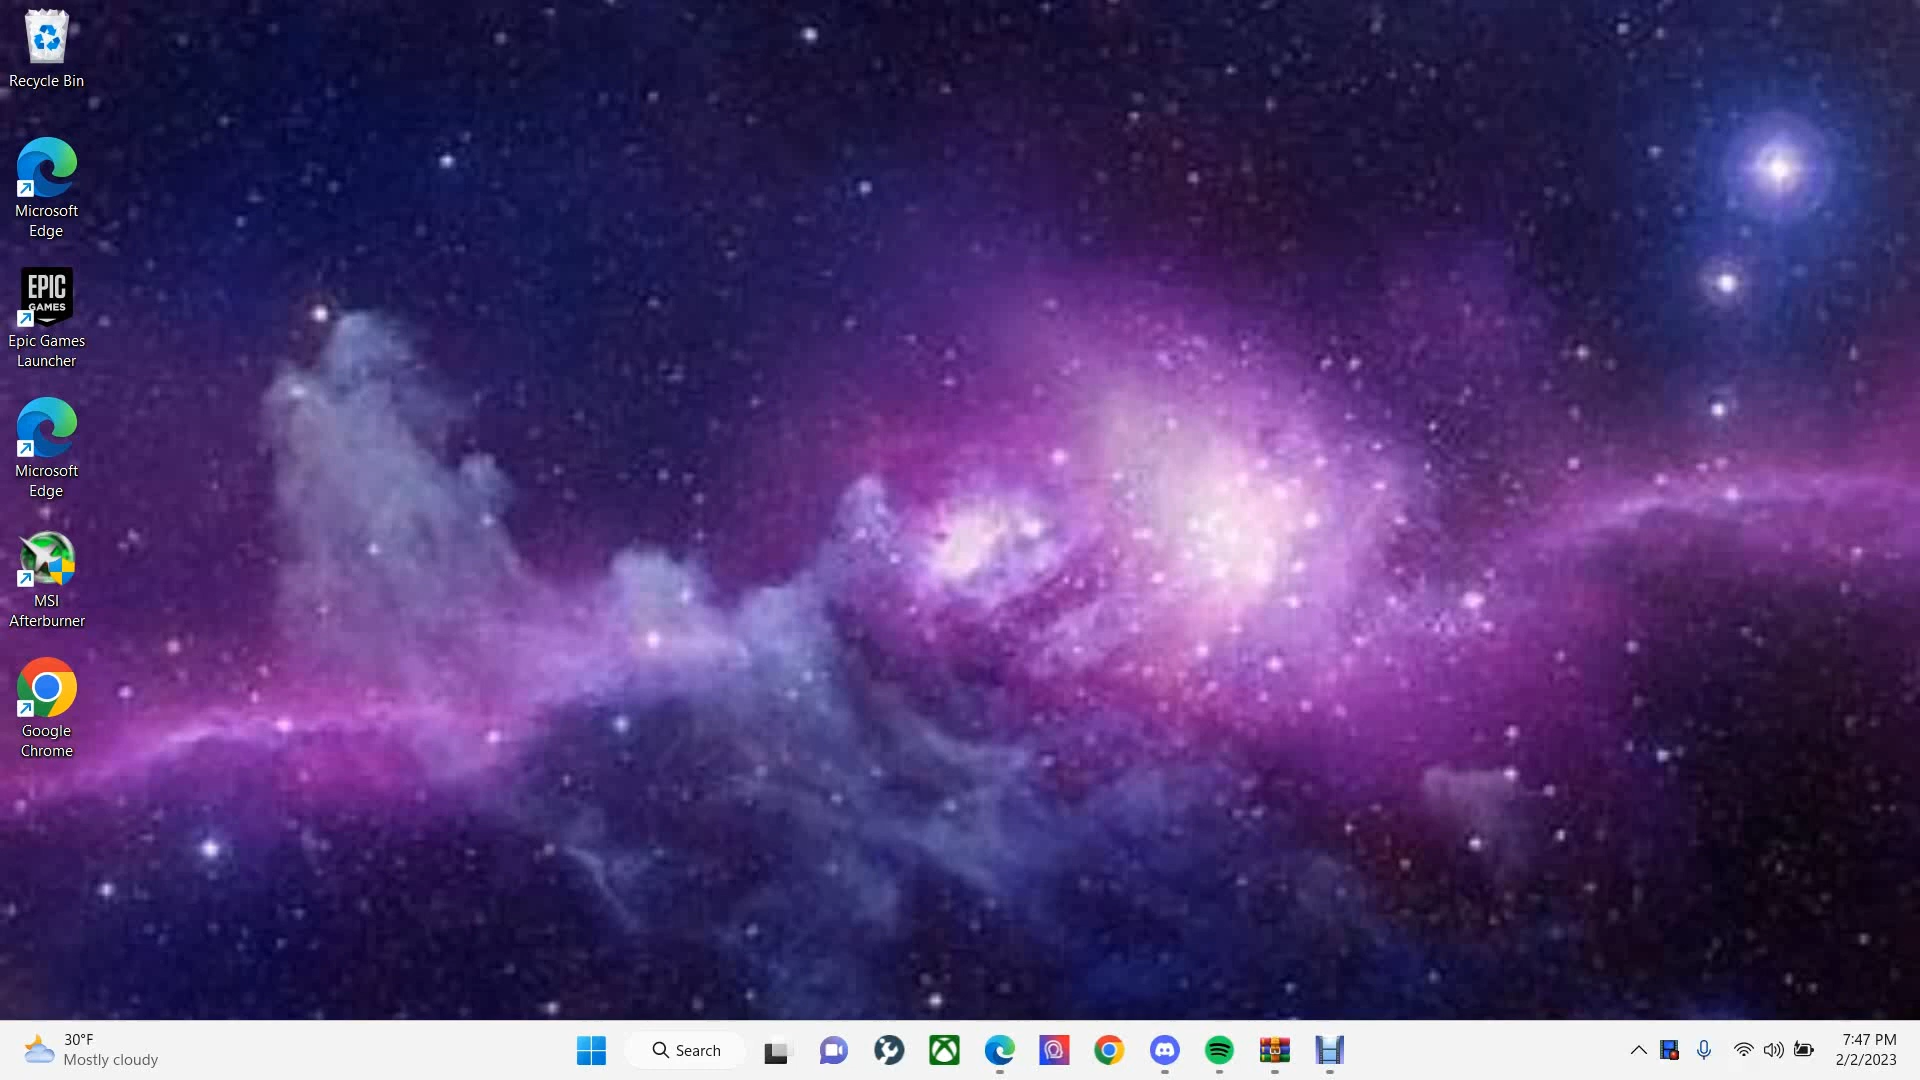 Recycle Bin
Microsoft
Edge
EPIC
GAMES
Epic Games
Launcher
Microsoft
Edge
MSI
Afterburner
Google
Chrome
30°F
Mostly cloudy
Search
7:47 PM
2/2/2023